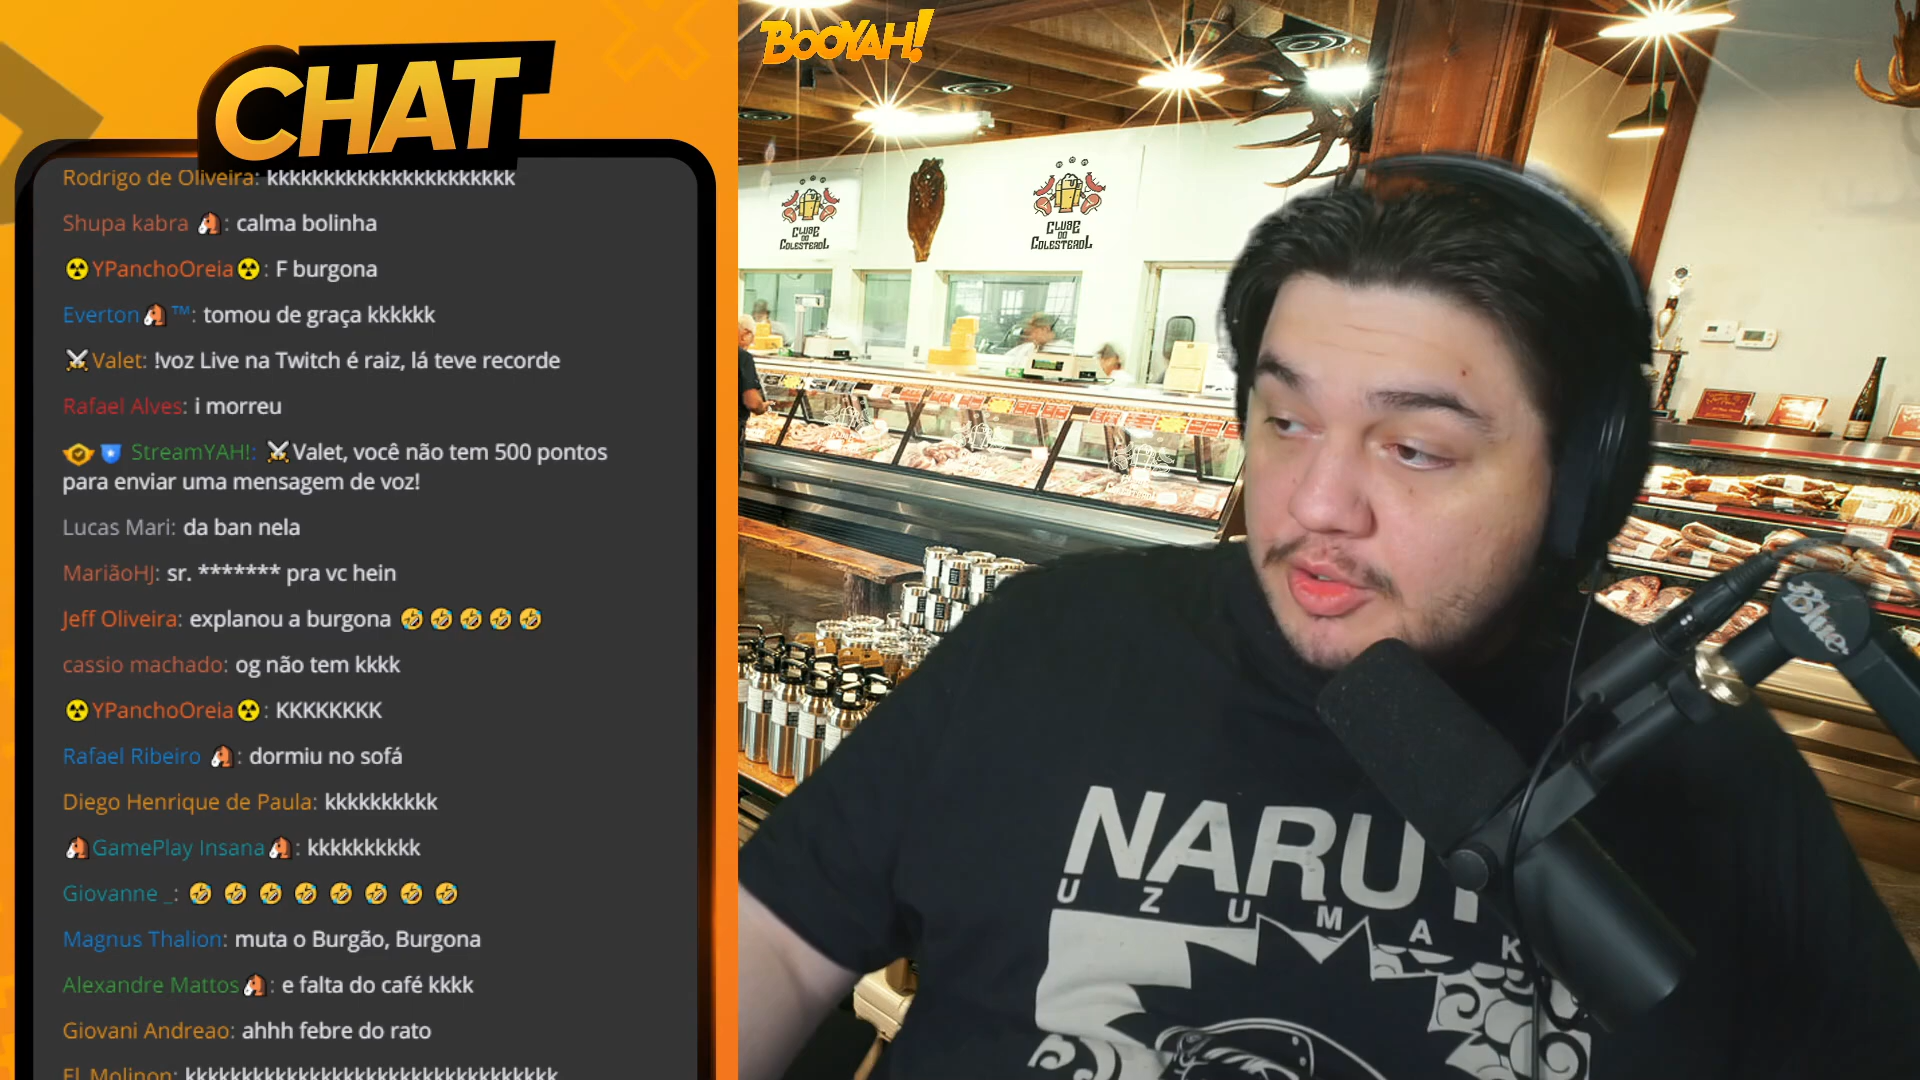 CHAT
Rodrigo de Oliveira: kkkkkkkkkkkkkkkkkkkkkk
Shupa kabra 🐴: calma bolinha
☢YPanchoOreia☢: F burgona
Everton🐴™: tomou de graça kkkkkk
⚔Valet: !voz Live na Twitch é raiz, lá teve recorde
Rafael Alves: i morreu
StreamYAH!: ⚔Valet, você não tem 500 pontos
para enviar uma mensagem de voz!
Lucas Mari: da ban nela
MariãoHJ: sr. ******* pra vc hein
Jeff Oliveira: explanou a burgona 🤣🤣🤣🤣🤣
cassio machado: og não tem kkkk
☢YPanchoOreia☢: KKKKKKKK
Rafael Ribeiro 🐴: dormiu no sofá
Diego Henrique de Paula: kkkkkkkkkk
🐴GamePlay Insana🐴: kkkkkkkkkk
Giovanne _: 🤣 🤣 🤣 🤣 🤣 🤣 🤣 🤣
Magnus Thalion: muta o Burgão, Burgona
Alexandre Mattos🐴: e falta do café kkkk
Giovani Andreao: ahhh febre do rato
El Molinon: kkkkkkkkkkkkkkkkkkkkkkkkkkkkkkkkk
BOOYAH!
CLUBE
DO
COLESTEROL
CLUBE
DO
COLESTEROL
Blue
NARUT
UZUMAK